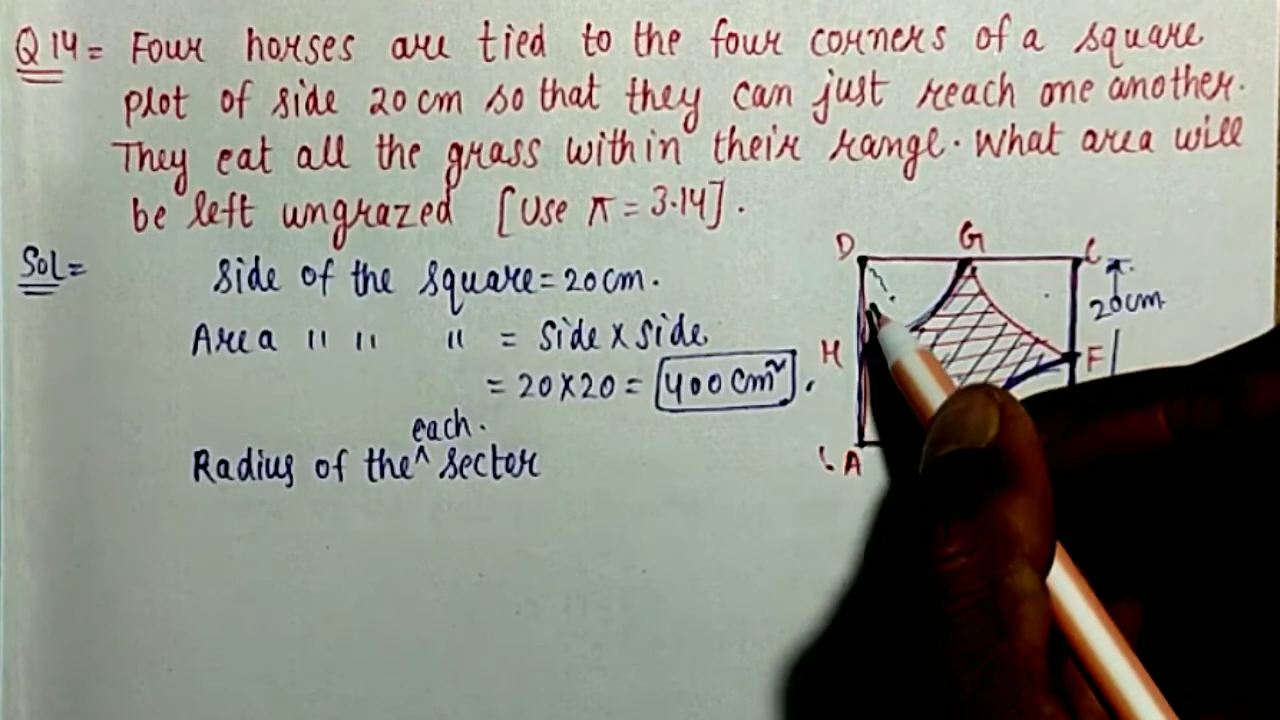 Q 14 = Four horses are tied to the four corners of a square
plot of side 20 cm so that they can just reach one another.
They eat all the grass within their range. What area will
be left ungrazed [Use π = 3.14].
Sol = Side of the square = 20cm.
Area " " " = Side x Side
= 20 x 20 = 400 cm².
each.
Radius of the ^ sector
D G C
20cm
H F
A